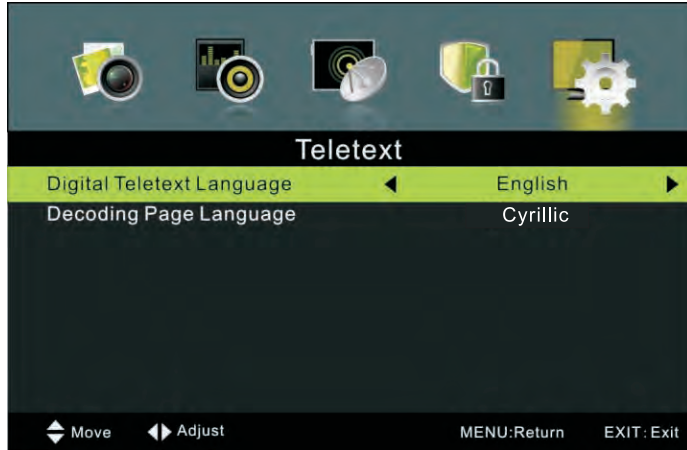 Teletext
Digital Teletext Language English
Decoding Page Language Cyrillic
Move Adjust MENU:Return EXIT:Exit